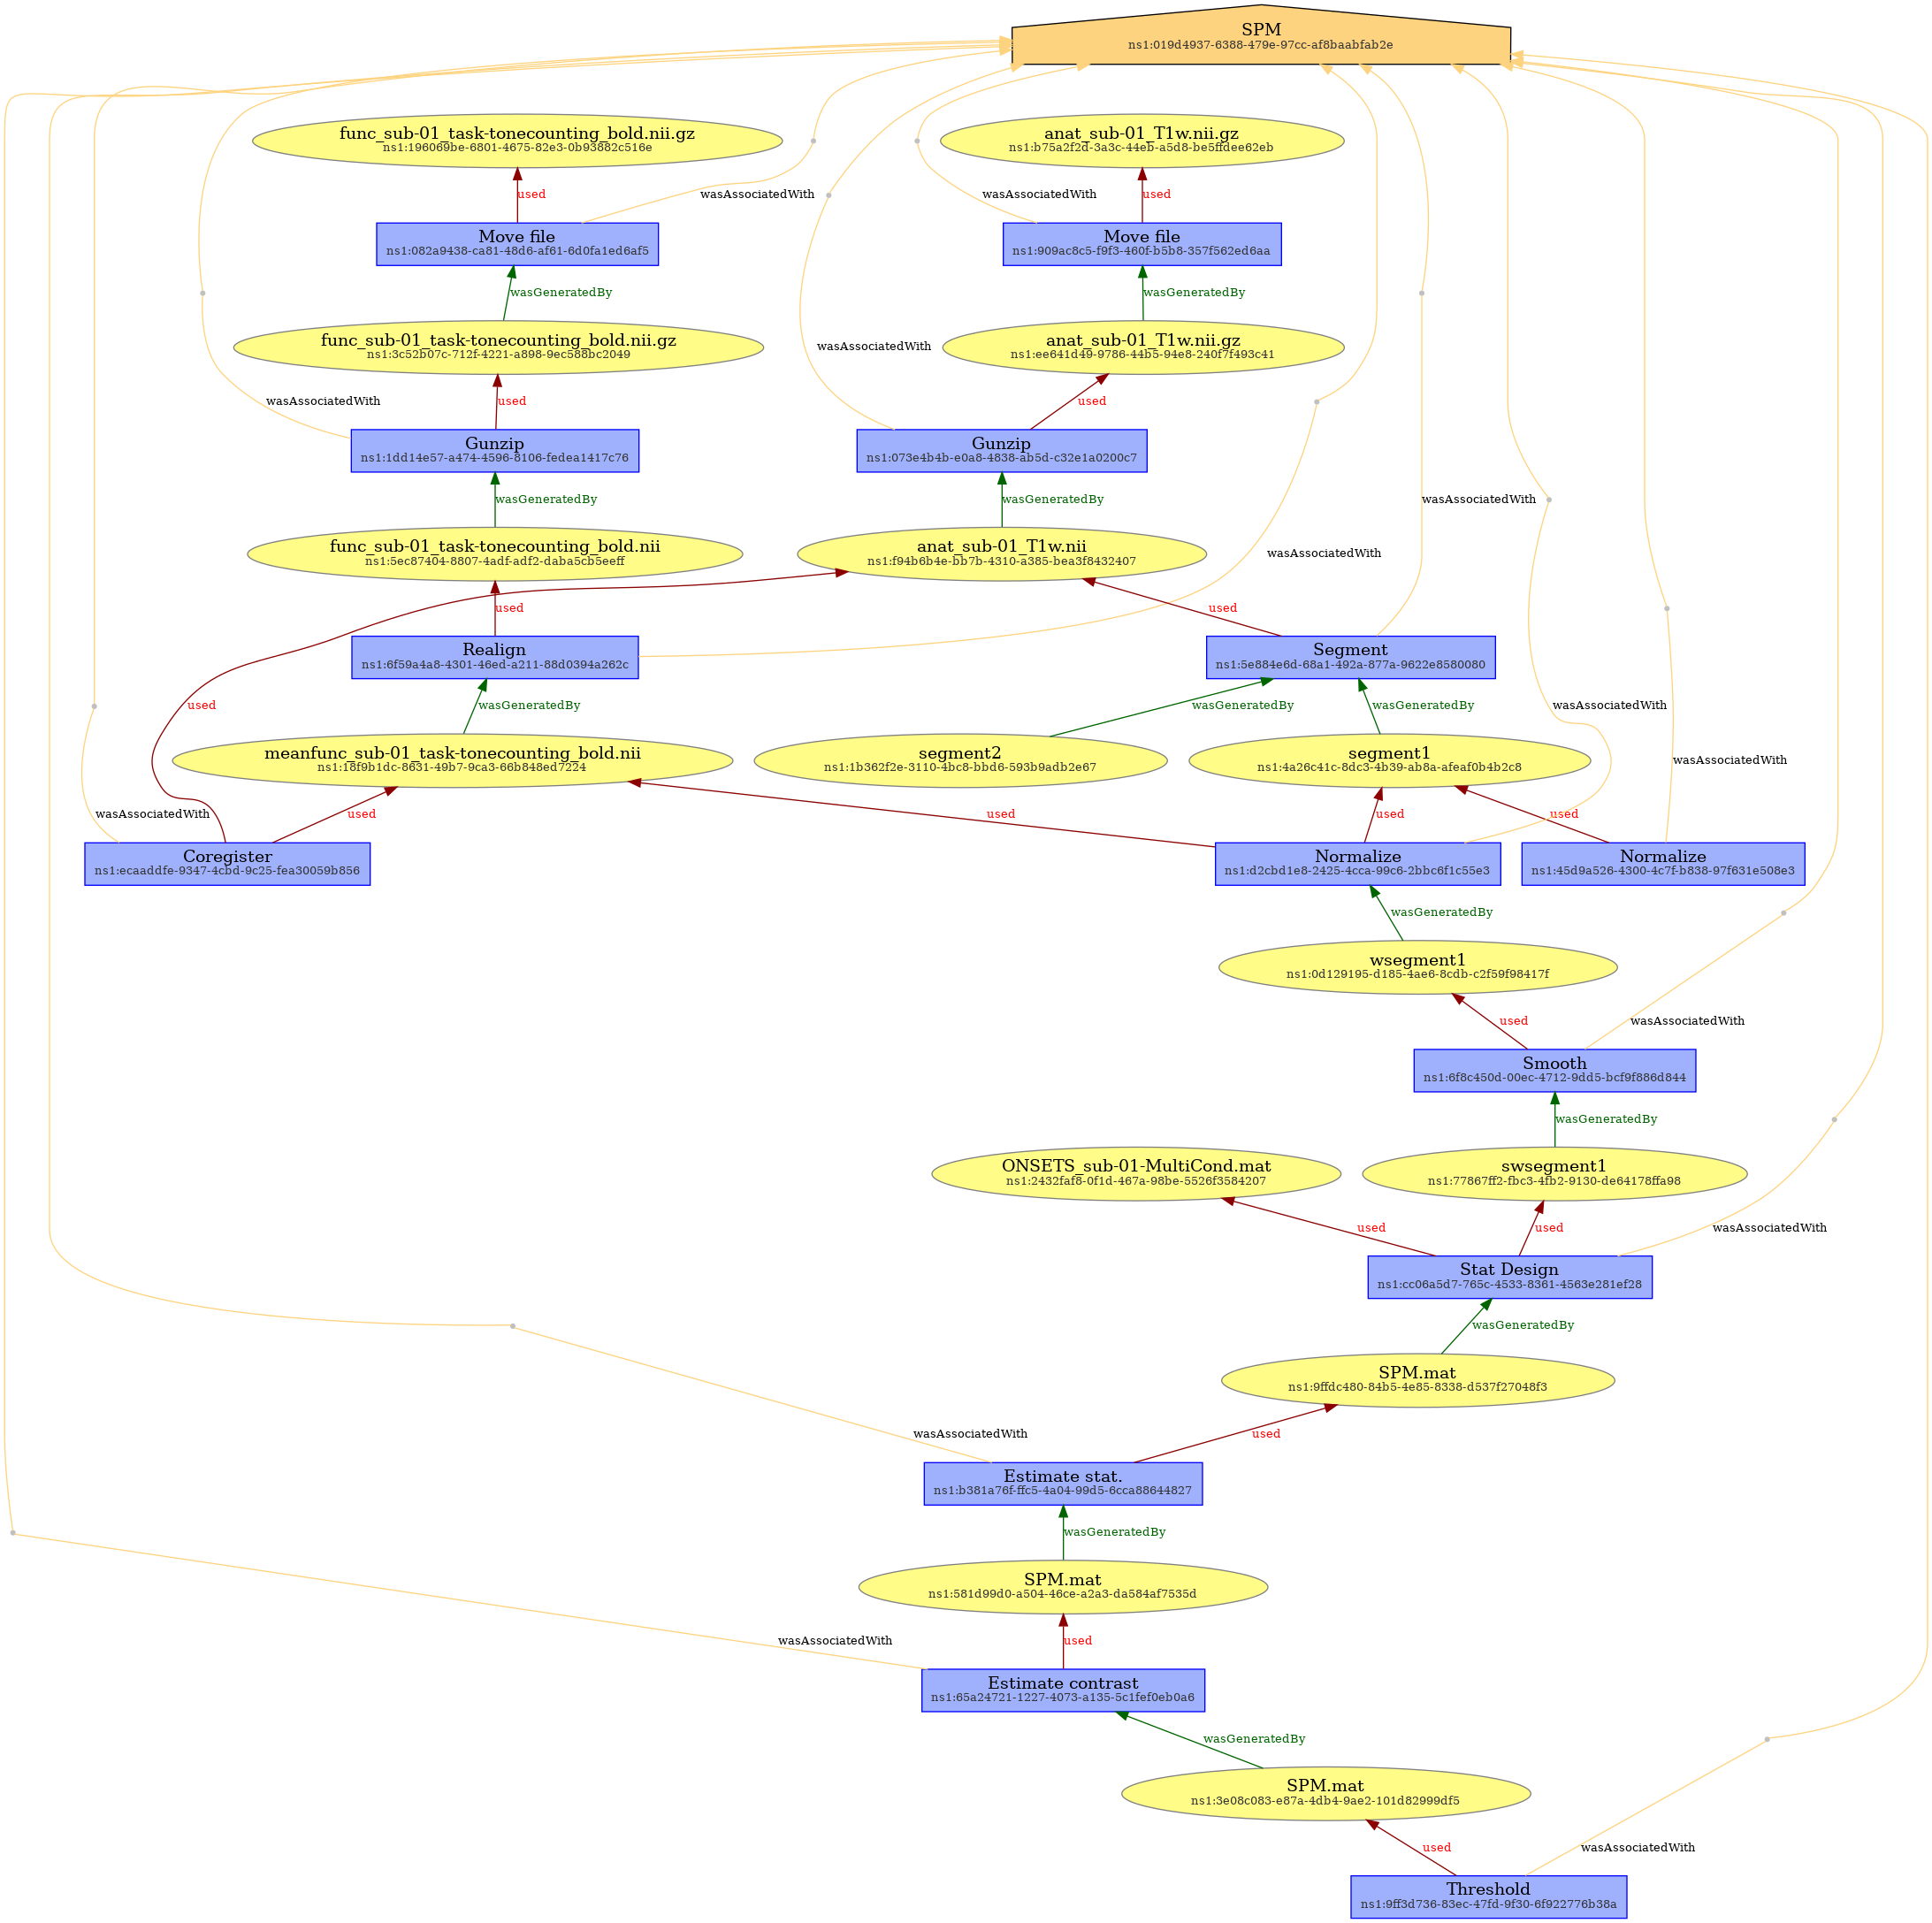 SPM
ns1:019d4937-6388-479e-97cc-af8baabfab2e
func_sub-01_task-tonecounting_bold.nii.gz
ns1:196069be-6801-4675-82e3-0b93882c516e
anat_sub-01_T1w.nii.gz
ns1:b75a2f2d-3a3c-44eb-a5d8-be5ffdee62eb
used
wasAssociatedWith
wasAssociatedWith
used
Move file
ns1:082a9438-ca81-48d6-af61-6d0fa1ed6af5
Move file
ns1:909ac8c5-f9f3-460f-b5b8-357f562ed6aa
wasGeneratedBy
wasGeneratedBy
func_sub-01_task-tonecounting_bold.nii.gz
ns1:3c52b07c-712f-4221-a898-9ec588bc2049
wasAssociatedWith
anat_sub-01_T1w.nii.gz
ns1:ee641d49-9786-44b5-94e8-240f7f493c41
wasAssociatedWith
used
used
Gunzip
ns1:1dd14e57-a474-4596-8106-fedea1417c76
Gunzip
ns1:073e4b4b-e0a8-4838-ab5d-c32e1a0200c7
wasGeneratedBy
wasGeneratedBy
wasAssociatedWith
func_sub-01_task-tonecounting_bold.nii
ns1:5ec87404-8807-4adf-adf2-daba5cb5eeff
anat_sub-01_T1w.nii
ns1:f94b6b4e-bb7b-4310-a385-bea3f8432407
wasAssociatedWith
used
used
Realign
ns1:6f59a4a8-4301-46ed-a211-88d0394a262c
Segment
ns1:5e884e6d-68a1-492a-877a-9622e8580080
used
wasGeneratedBy
wasGeneratedBy
wasGeneratedBy
wasAssociatedWith
meanfunc_sub-01_task-tonecounting_bold.nii
ns1:18f9b1dc-8631-49b7-9ca3-66b848ed7224
segment2
ns1:1b362f2e-3110-4bc8-bbd6-593b9adb2e67
segment1
ns1:4a26c41c-8dc3-4b39-ab8a-afeaf0b4b2c8
wasAssociatedWith
wasAssociatedWith
used
used
used
used
Coregister
ns1:ecaaddfe-9347-4cbd-9c25-fea30059b856
Normalize
ns1:d2cbd1e8-2425-4cca-99c6-2bbc6f1c55e3
Normalize
ns1:45d9a526-4300-4c7f-b838-97f631e508e3
wasGeneratedBy
wsegment1
ns1:0d129195-d185-4ae6-8cdb-c2f59f98417f
used
wasAssociatedWith
Smooth
ns1:6f8c450d-00ec-4712-9dd5-bcf9f886d844
wasGeneratedBy
ONSETS_sub-01-MultiCond.mat
ns1:2432faf8-0f1d-467a-98be-5526f3584207
swsegment1
ns1:77867ff2-fbc3-4fb2-9130-de64178ffa98
used
used
wasAssociatedWith
Stat Design
ns1:cc06a5d7-765c-4533-8361-4563e281ef28
wasGeneratedBy
SPM.mat
ns1:9ffdc480-84b5-4e85-8338-d537f27048f3
wasAssociatedWith
used
Estimate stat.
ns1:b381a76f-ffc5-4a04-99d5-6cca88644827
wasGeneratedBy
SPM.mat
ns1:581d99d0-a504-46ce-a2a3-da584af7535d
wasAssociatedWith
used
Estimate contrast
ns1:65a24721-1227-4073-a135-5c1fef0eb0a6
wasGeneratedBy
SPM.mat
ns1:3e08c083-e87a-4db4-9ae2-101d82999df5
used
wasAssociatedWith
Threshold
ns1:9ff3d736-83ec-47fd-9f30-6f922776b38a